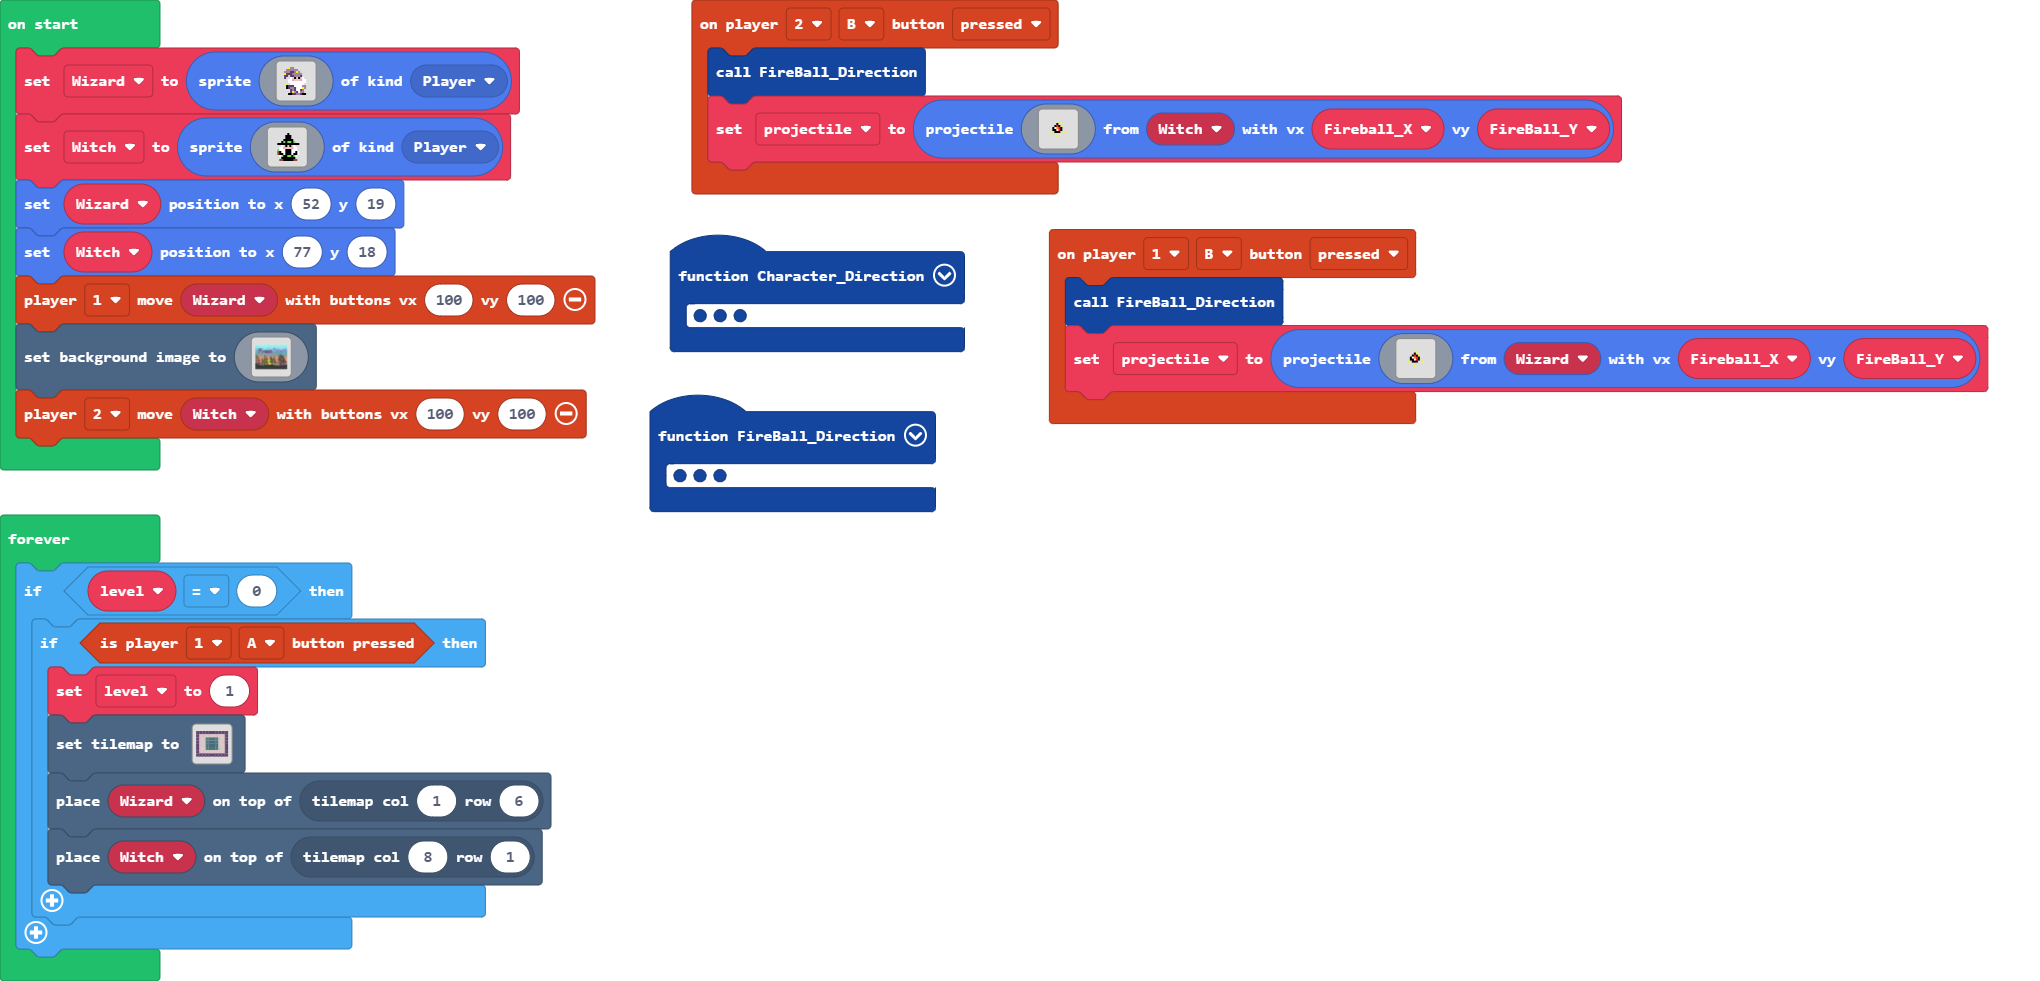 on start
set Wizard to sprite of kind Player
set Witch to sprite of kind Player
set Wizard position to x 52 y 19
set Witch position to x 77 y 18
player 1 move Wizard with buttons vx 100 vy 100
set background image to
player 2 move Witch with buttons vx 100 vy 100
forever
if level = 0 then
if is player 1 A button pressed then
set level to 1
set tilemap to
place Wizard on top of tilemap col 1 row 6
place Witch on top of tilemap col 8 row 1
on player 2 B button pressed
call FireBall_Direction
set projectile to projectile from Witch with vx Fireball_X vy FireBall_Y
function Character_Direction
function FireBall_Direction
on player 1 B button pressed
call FireBall_Direction
set projectile to projectile from Wizard with vx Fireball_X vy FireBall_Y